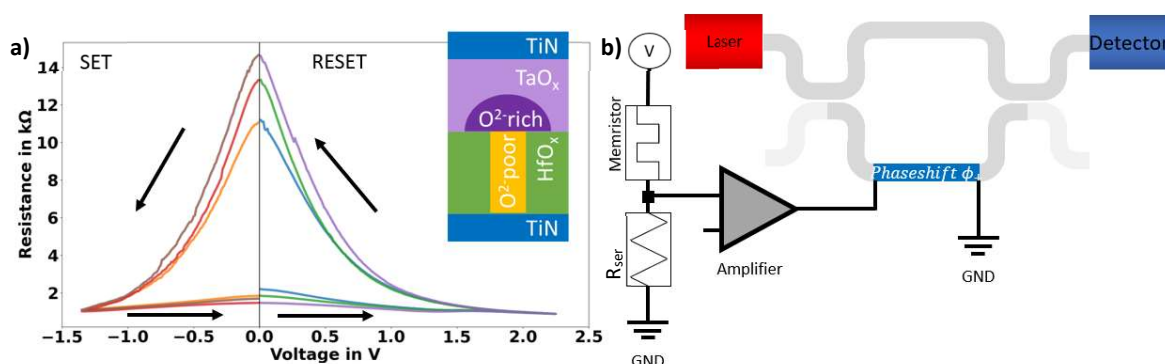 a)
SET
RESET
14
12
10
8
6
4
2
Resistance in kΩ
−1.5
−1.0
−0.5
0.0
0.5
1.0
1.5
2.0
2.5
Voltage in V
TiN
TaOx
O²⁻rich
O²⁻poor
HfOx
TiN
b)
V
Laser
Detector
Memristor
Phaseshift ϕ
Rser
Amplifier
GND
GND